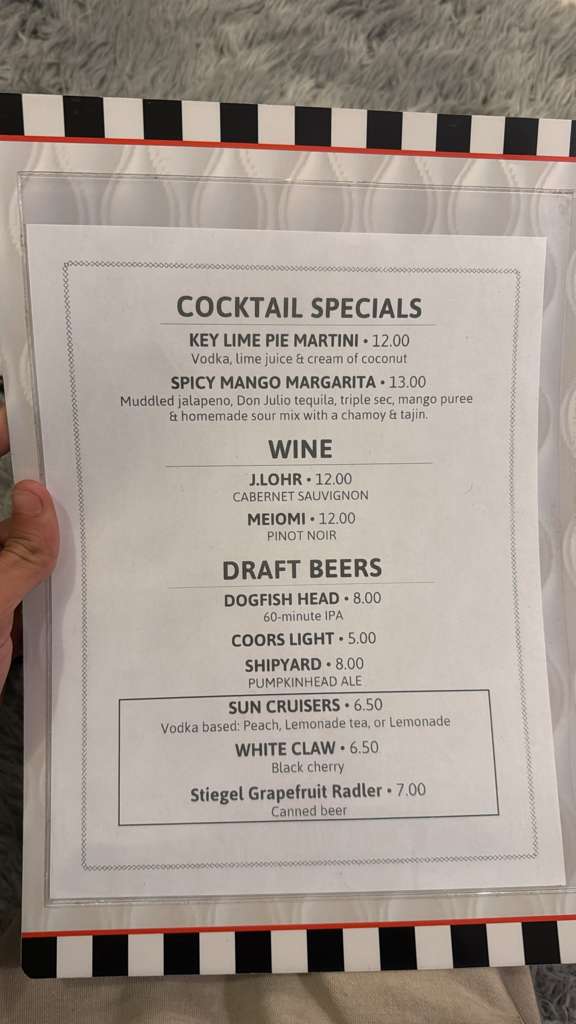 COCKTAIL SPECIALS
KEY LIME PIE MARTINI • 12.00
Vodka, lime juice & cream of coconut
SPICY MANGO MARGARITA • 13.00
Muddled jalapeno, Don Julio tequila, triple sec, mango puree
& homemade sour mix with a chamoy & tajin.
WINE
J.LOHR • 12.00
CABERNET SAUVIGNON
MEIOMI • 12.00
PINOT NOIR
DRAFT BEERS
DOGFISH HEAD • 8.00
60-minute IPA
COORS LIGHT • 5.00
SHIPYARD • 8.00
PUMPKINHEAD ALE
SUN CRUISERS • 6.50
Vodka based: Peach, Lemonade tea, or Lemonade
WHITE CLAW • 6.50
Black cherry
Stiegel Grapefruit Radler • 7.00
Canned beer